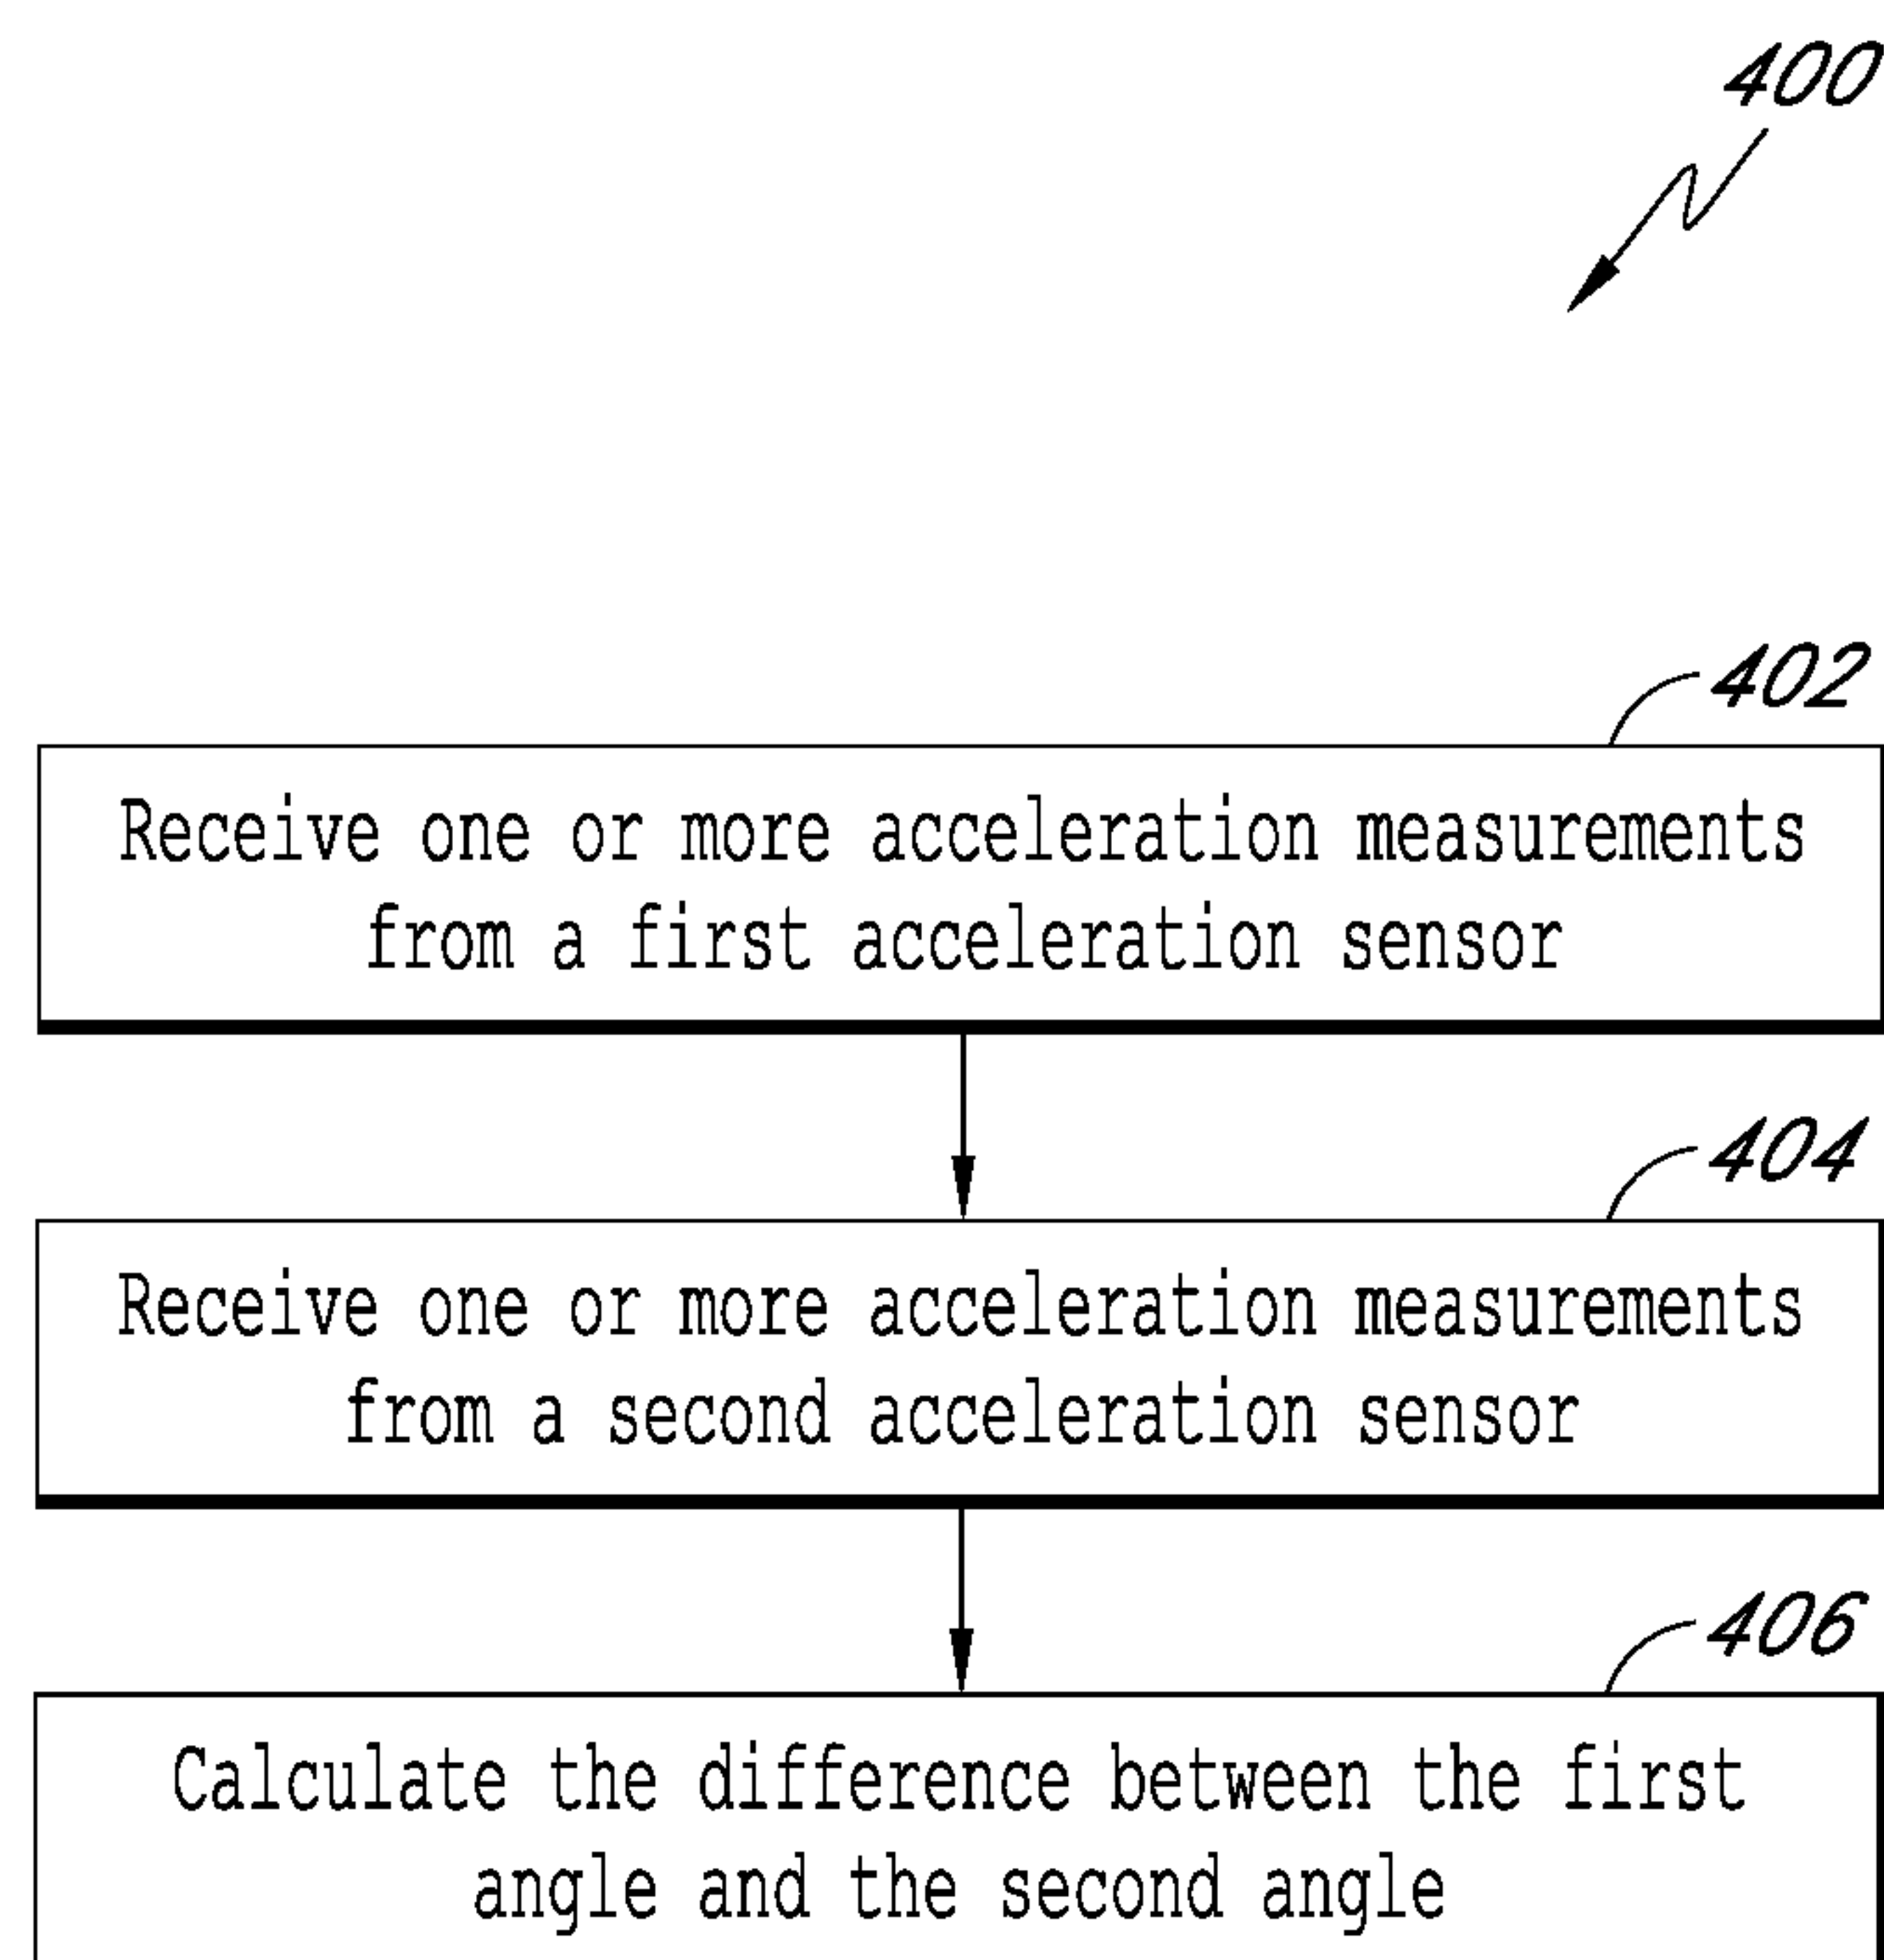 400
402
Receive one or more acceleration measurements
from a first acceleration sensor
404
Receive one or more acceleration measurements
from a second acceleration sensor
406
Calculate the difference between the first
angle and the second angle